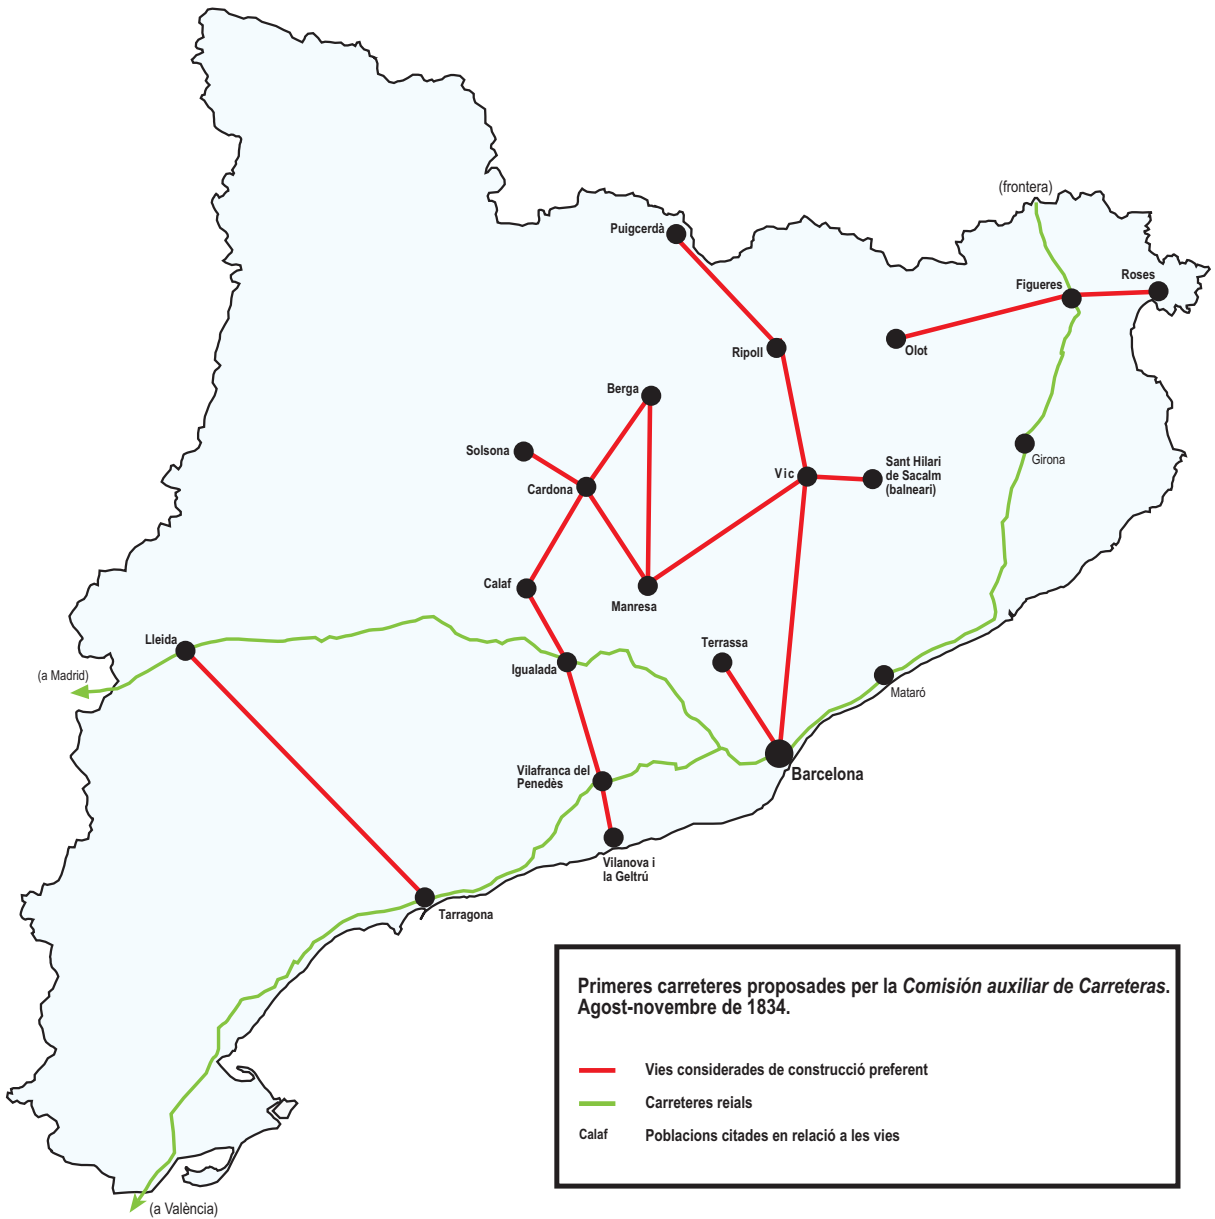 (frontera)
Puigcerdà
Roses
Figueres
Ripoll
Olot
Berga
Solsona
Girona
Sant Hilari
de Sacalm
(balneari)
Vic
Cardona
Calaf
Manresa
Lleida
Terrassa
Igualada
(a Madrid)
Mataró
Vilafranca del
Penedès
Barcelona
Vilanova i
la Geltrú
Tarragona
Primeres carreteres proposades per la Comisión auxiliar de Carreteras.
Agost-novembre de 1834.
Vies considerades de construcció preferent
Carreteres reials
Calaf Poblacions citades en relació a les vies
(a València)